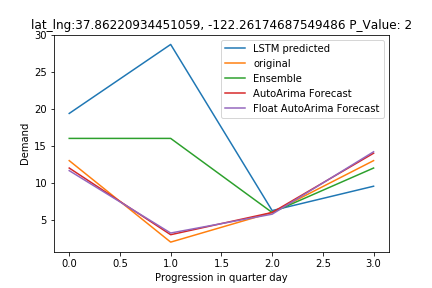 lat_lng:37.86220934451059, -122.26174687549486 P_Value: 2
30
25
20
15
10
5
Demand
LSTM predicted
original
Ensemble
AutoArima Forecast
Float AutoArima Forecast
0.0 0.5 1.0 1.5 2.0 2.5 3.0
Progression in quarter day